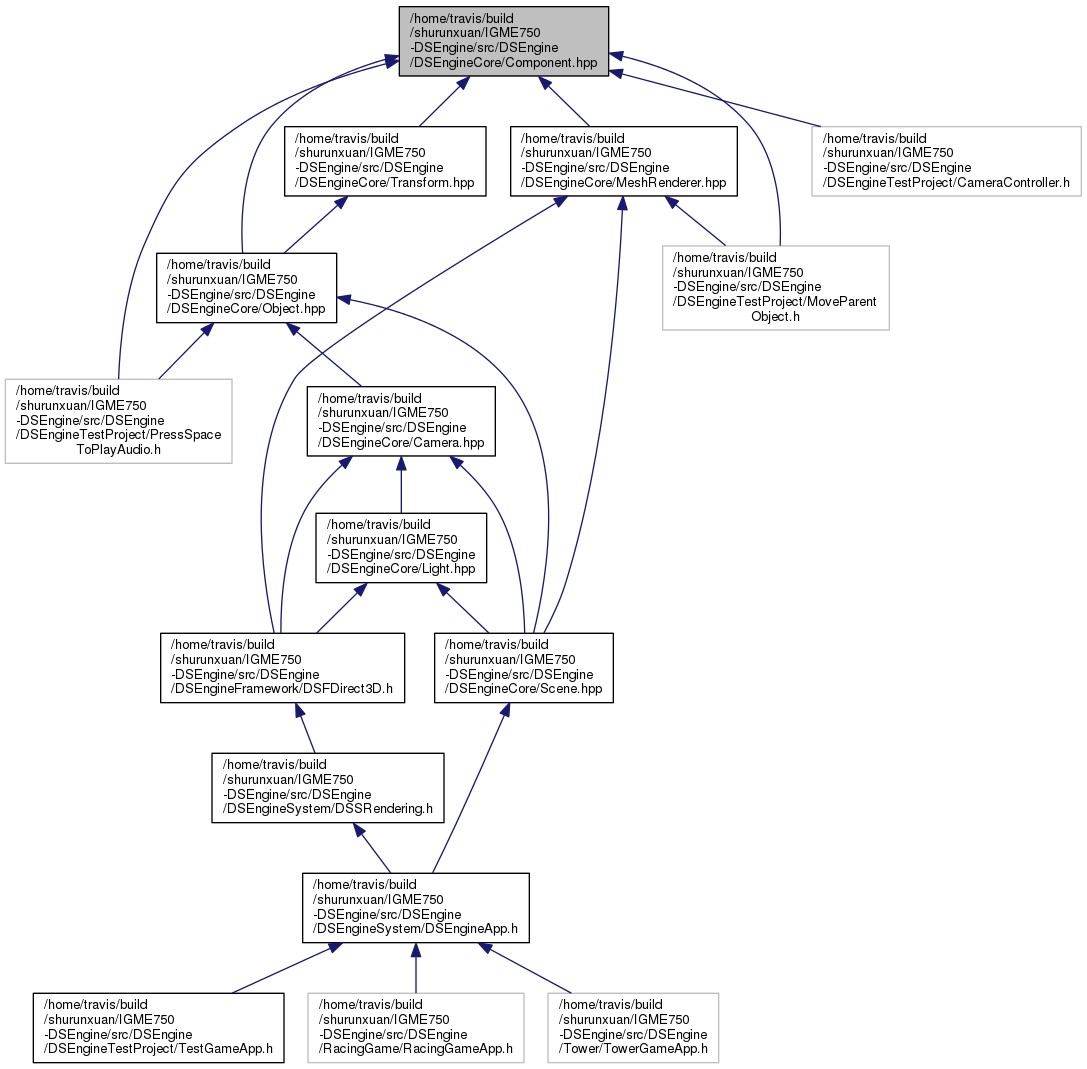 /home/travis/build
/shurunxuan/IGME750
-DSEngine/src/DSEngine
/DSEngineCore/Component.hpp
/home/travis/build
/shurunxuan/IGME750
-DSEngine/src/DSEngine
/DSEngineCore/Transform.hpp
/home/travis/build
/shurunxuan/IGME750
-DSEngine/src/DSEngine
/DSEngineCore/MeshRenderer.hpp
/home/travis/build
/shurunxuan/IGME750
-DSEngine/src/DSEngine
/DSEngineTestProject/CameraController.h
/home/travis/build
/shurunxuan/IGME750
-DSEngine/src/DSEngine
/DSEngineCore/Object.hpp
/home/travis/build
/shurunxuan/IGME750
-DSEngine/src/DSEngine
/DSEngineTestProject/MoveParent
Object.h
/home/travis/build
/shurunxuan/IGME750
-DSEngine/src/DSEngine
/DSEngineTestProject/PressSpace
ToPlayAudio.h
/home/travis/build
/shurunxuan/IGME750
-DSEngine/src/DSEngine
/DSEngineCore/Camera.hpp
/home/travis/build
/shurunxuan/IGME750
-DSEngine/src/DSEngine
/DSEngineCore/Light.hpp
/home/travis/build
/shurunxuan/IGME750
-DSEngine/src/DSEngine
/DSEngineFramework/DSFDirect3D.h
/home/travis/build
/shurunxuan/IGME750
-DSEngine/src/DSEngine
/DSEngineCore/Scene.hpp
/home/travis/build
/shurunxuan/IGME750
-DSEngine/src/DSEngine
/DSEngineSystem/DSSRendering.h
/home/travis/build
/shurunxuan/IGME750
-DSEngine/src/DSEngine
/DSEngineSystem/DSEngineApp.h
/home/travis/build
/shurunxuan/IGME750
-DSEngine/src/DSEngine
/DSEngineTestProject/TestGameApp.h
/home/travis/build
/shurunxuan/IGME750
-DSEngine/src/DSEngine
/RacingGame/RacingGameApp.h
/home/travis/build
/shurunxuan/IGME750
-DSEngine/src/DSEngine
/Tower/TowerGameApp.h